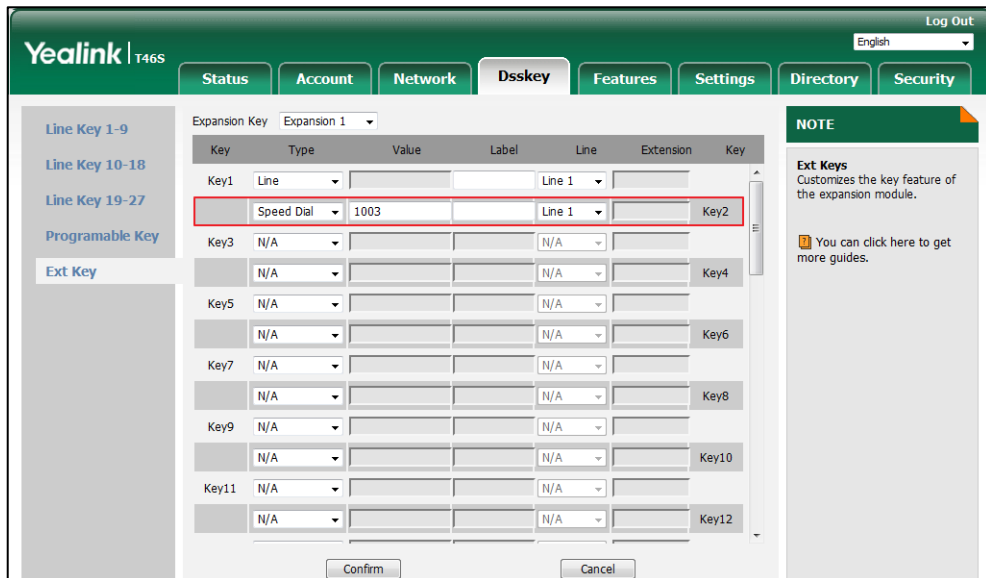 Log Out
Yealink T46S
English
Status Account Network Dsskey Features Settings Directory Security
Line Key 1-9
Line Key 10-18
Line Key 19-27
Programable Key
Ext Key
Expansion Key Expansion 1
Key Type Value Label Line Extension Key
Key1 Line Line 1
Speed Dial 1003 Line 1 Key2
Key3 N/A N/A
N/A N/A Key4
Key5 N/A N/A
N/A N/A Key6
Key7 N/A N/A
N/A N/A Key8
Key9 N/A N/A
N/A N/A Key10
Key11 N/A N/A
N/A N/A Key12
Confirm Cancel
NOTE
Ext Keys
Customizes the key feature of
the expansion module.
You can click here to get
more guides.